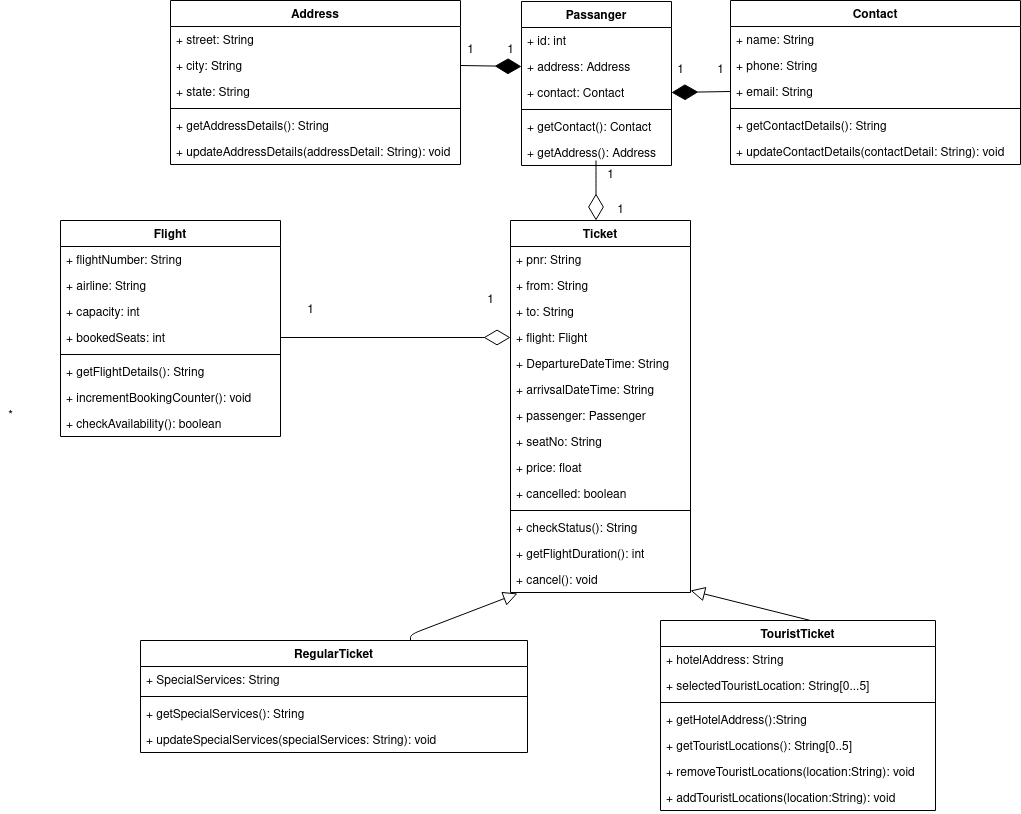 Address
+ street: String
+ city: String
+ state: String
+ getAddressDetails(): String
+ updateAddressDetails(addressDetail: String): void
1
1
Passanger
+ id: int
+ address: Address
+ contact: Contact
+ getContact(): Contact
+ getAddress(): Address
1
1
Contact
+ name: String
+ phone: String
+ email: String
+ getContactDetails(): String
+ updateContactDetails(contactDetail: String): void
1
1
Flight
+ flightNumber: String
+ airline: String
+ capacity: int
+ bookedSeats: int
+ getFlightDetails(): String
+ incrementBookingCounter(): void
+ checkAvailability(): boolean
*
1
1
Ticket
+ pnr: String
+ from: String
+ to: String
+ flight: Flight
+ DepartureDateTime: String
+ arrivsalDateTime: String
+ passenger: Passenger
+ seatNo: String
+ price: float
+ cancelled: boolean
+ checkStatus(): String
+ getFlightDuration(): int
+ cancel(): void
RegularTicket
+ SpecialServices: String
+ getSpecialServices(): String
+ updateSpecialServices(specialServices: String): void
TouristTicket
+ hotelAddress: String
+ selectedTouristLocation: String[0...5]
+ getHotelAddress():String
+ getTouristLocations(): String[0..5]
+ removeTouristLocations(location:String): void
+ addTouristLocations(location:String): void